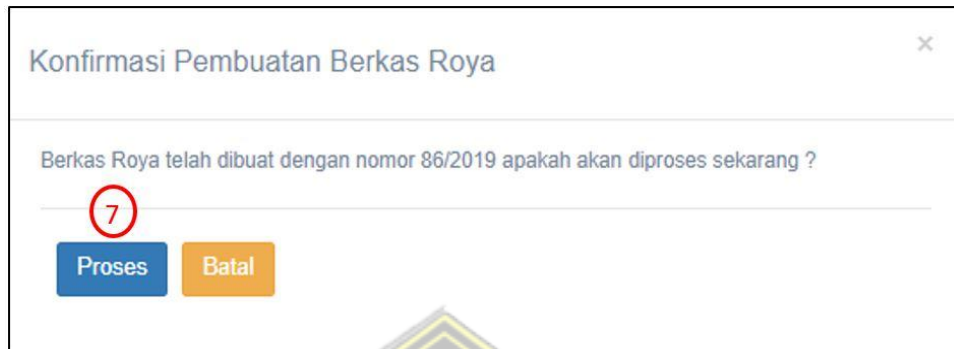 Konfirmasi Pembuatan Berkas Roya
×
Berkas Roya telah dibuat dengan nomor 86/2019 apakah akan diproses sekarang ?
7
Proses
Batal